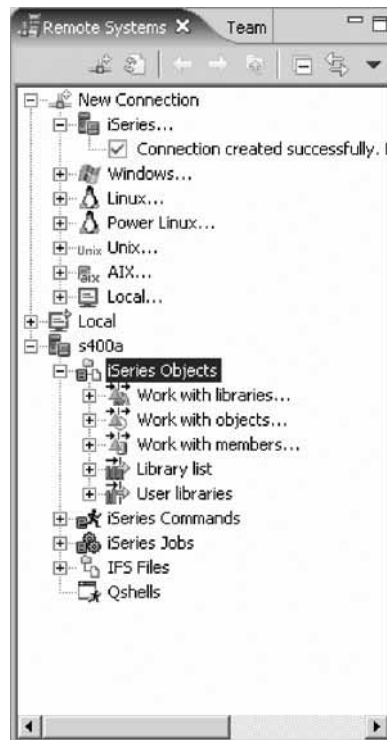 Remote Systems
Team
New Connection
iSeries...
Connection created successfully.
Windows...
Linux...
Power Linux...
Unix Unix...
aix AIX...
Local...
Local
s400a
iSeries Objects
Work with libraries...
Work with objects...
Work with members...
Library list
User libraries
iSeries Commands
iSeries Jobs
IFS Files
Qshells